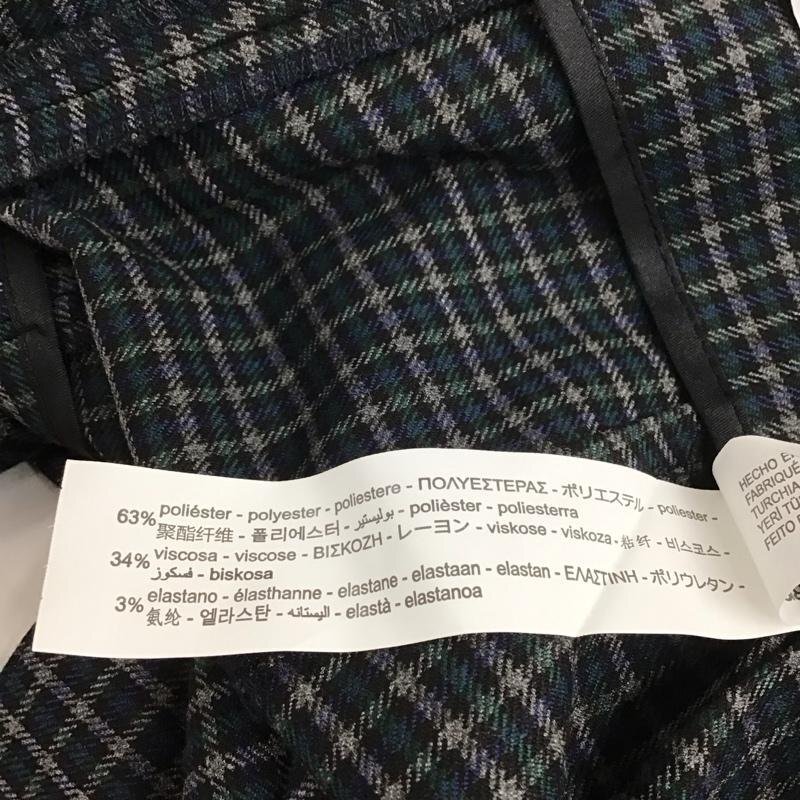 63% poliéster - polyester - poliestere - ΠΟΛΥΕΣΤΕΡΑΣ - ポリエステル - poliester -
聚酯纤维 - 폴리에스터 - بوليستير - polièster - poliesterra
34% viscosa - viscose - ΒΙΣΚΟΖΗ - レーヨン - viskose - viskoza - 粘纤 - 비스코스 -
فسكوز - biskosa
3% elastano - élasthanne - elastane - elastaan - elastan - ΕΛΑΣΤΙΝΗ - ポリウレタン -
氨纶 - 엘라스탄 - اليستانه - elastà - elastanoa
HECHO E
FABRIQUÉ
TURCHIA
YERI TÜ
FEITO